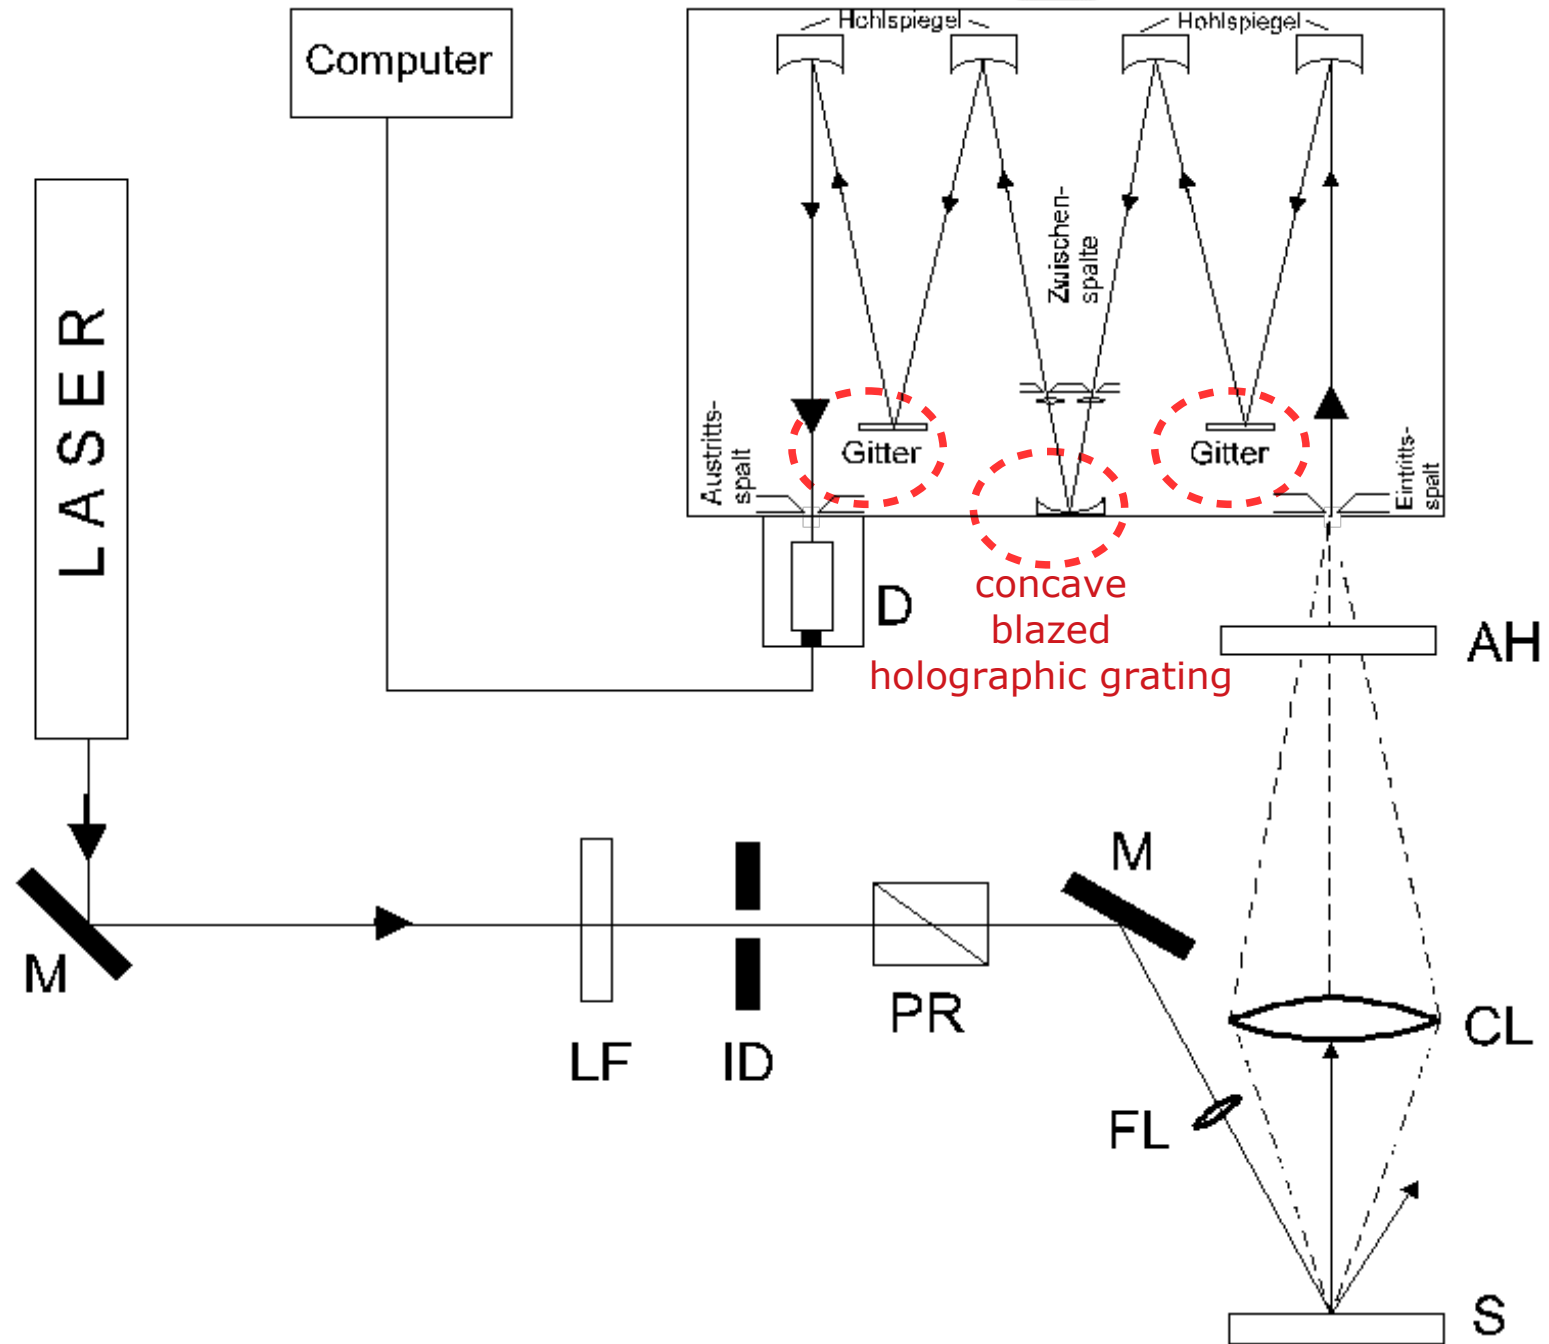 Computer
Hohlspiegel
Hohlspiegel
LASER
Zwischen-
spalte
Austritts-
spalt
Gitter
Gitter
Eintritts-
spalt
concave
blazed
holographic grating
D
AH
M
M
LF
ID
PR
CL
FL
S